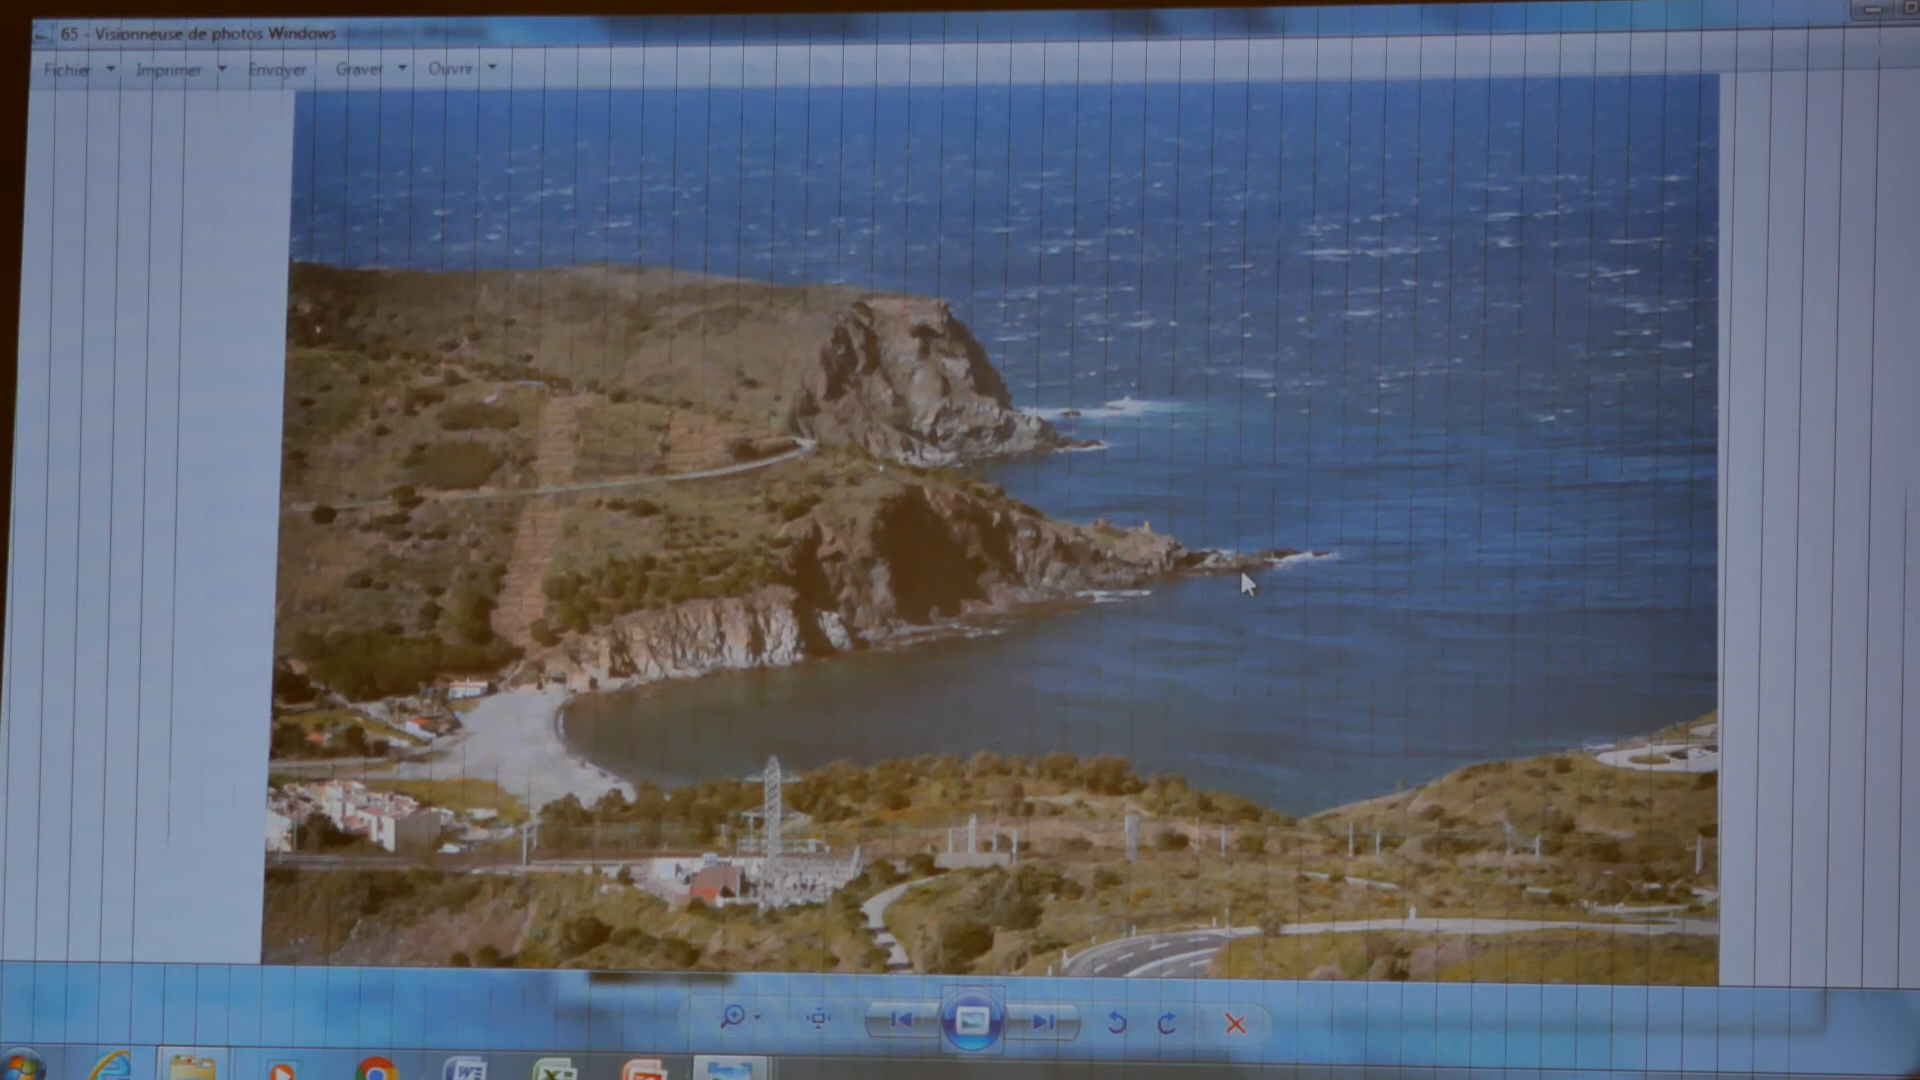 65 - Visionneuse de photos Windows
Fichier Imprimer Envoyer Graver Ouvrir